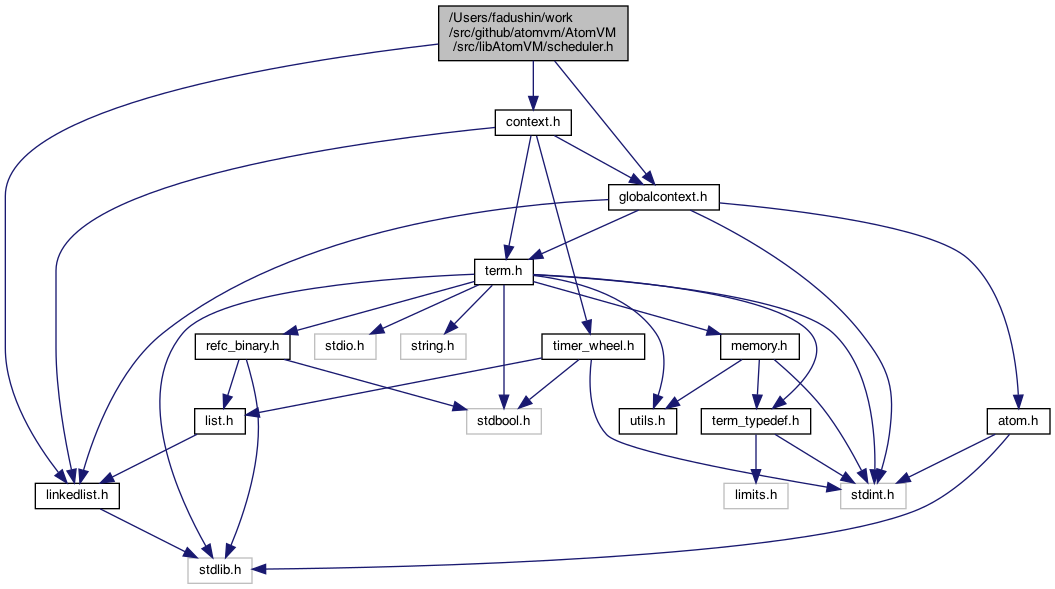 /Users/fadushin/work
/src/github/atomvm/AtomVM
/src/libAtomVM/scheduler.h
context.h
globalcontext.h
term.h
refc_binary.h
stdio.h
string.h
timer_wheel.h
memory.h
list.h
stdbool.h
utils.h
term_typedef.h
atom.h
linkedlist.h
limits.h
stdint.h
stdlib.h